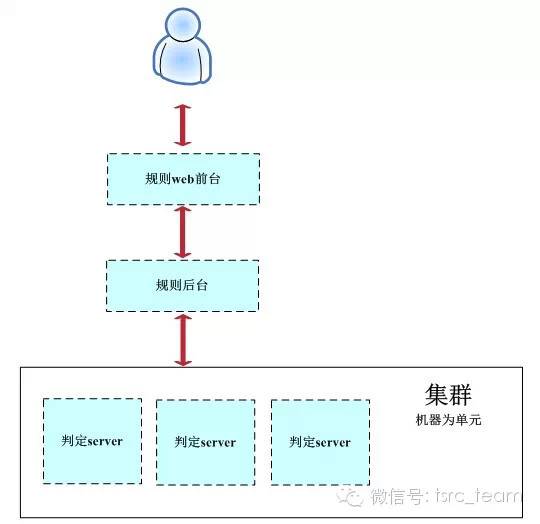 规则web前台
规则后台
集群
机器为单元
判定server
判定server
判定server
微信号: tsrc_team